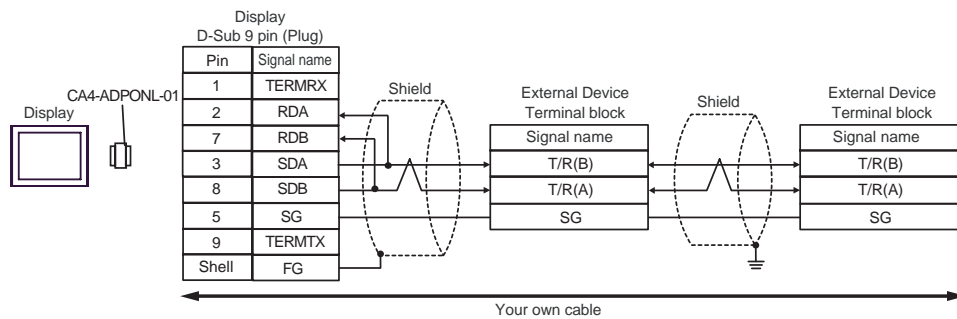 Display
D-Sub 9 pin (Plug)
Pin Signal name
1 TERMRX
2 RDA
7 RDB
3 SDA
8 SDB
5 SG
9 TERMTX
Shell FG
CA4-ADPONL-01
Display
Shield
External Device
Terminal block
Signal name
T/R(B)
T/R(A)
SG
Shield
External Device
Terminal block
Signal name
T/R(B)
T/R(A)
SG
Your own cable